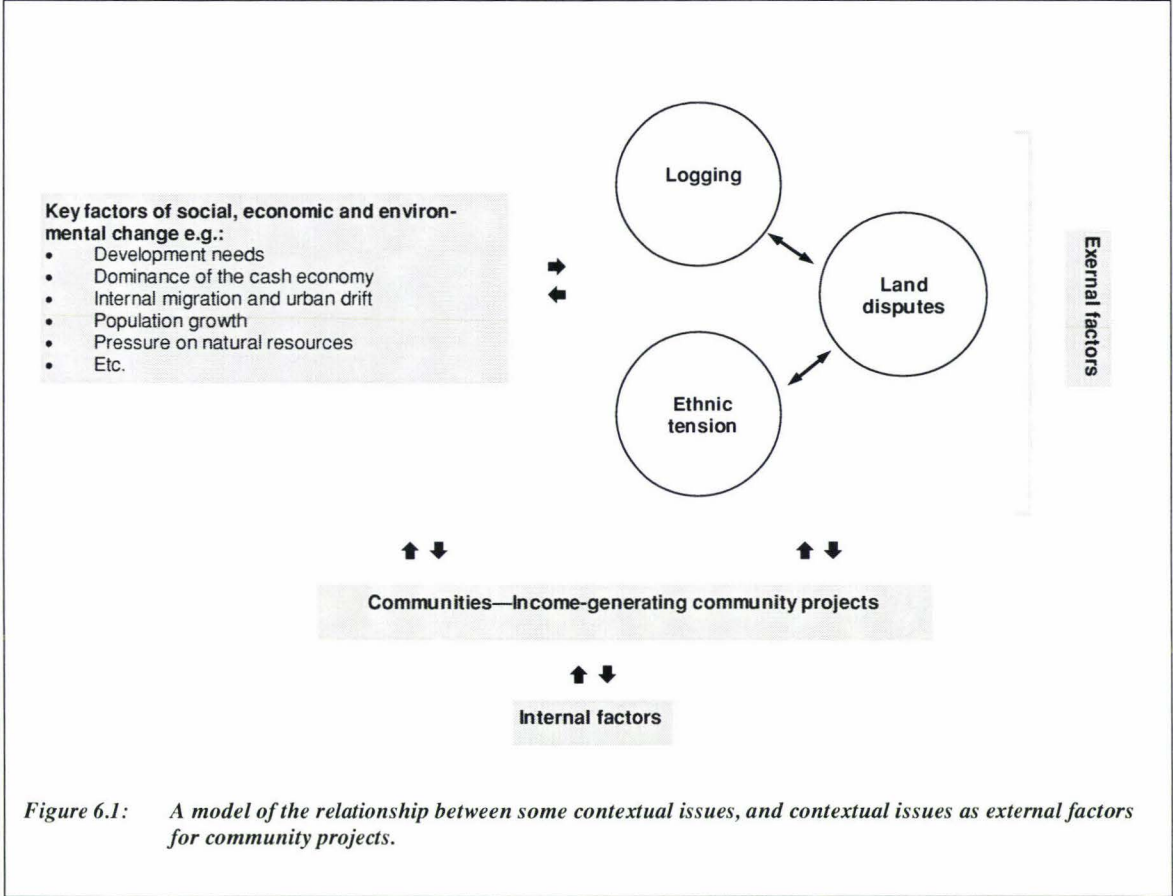 Key factors of social, economic and environ-
mental change e.g.:
• Development needs
• Dominance of the cash economy
• Internal migration and urban drift
• Population growth
• Pressure on natural resources
• Etc.
Logging
Land
disputes
Ethnic
tension
Exernal factors
Communities—Income-generating community projects
Internal factors
Figure 6.1: A model of the relationship between some contextual issues, and contextual issues as external factors
for community projects.